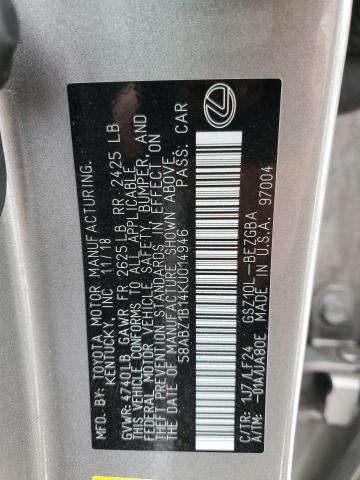 MFD. BY: TOYOTA MOTOR MANUFACTURING,
KENTUCKY, INC. 11/18
GVWR 4740LB GAWR FR 2625LB RR 2425 LB
THIS VEHICLE CONFORMS TO ALL APPLICABLE
FEDERAL MOTOR VEHICLE SAFETY, BUMPER, AND
THEFT PREVENTION STANDARDS IN EFFECT ON
THE DATE OF MANUFACTURE SHOWN ABOVE.
58ABZ1B14KU014946 PASS. CAR
C/TR: 1J7/LF24 GSZ10L-BEZGBA
A/TM: -01A/UA80E MADE IN U.S.A. 97004